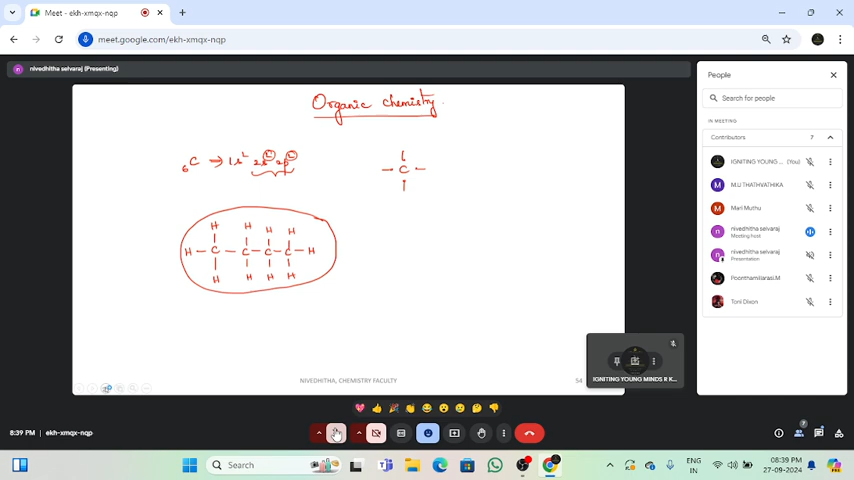 Meet - ekh-xmqx-nqp
meet.google.com/ekh-xmqx-nqp
nivedhitha selvaraj (Presenting)
Organic chemistry
6C → 1s² 2s² 2p²
C
H H H H
H - C - C - C - C - H
H H H H
NIVEDHITHA, CHEMISTRY FACULTY
54
IGNITING YOUNG MINDS R K...
People
Search for people
IN MEETING
Contributors
7
IGNITING YOUNG ... (You)
M.U THATHVATHIKA
Mari Muthu
nivedhitha selvaraj
Meeting host
nivedhitha selvaraj
Presentation
Poonthamilarasi.M
Toni Dixon
8:39 PM
ekh-xmqx-nqp
7
Search
ENG
IN
08:39 PM
27-09-2024